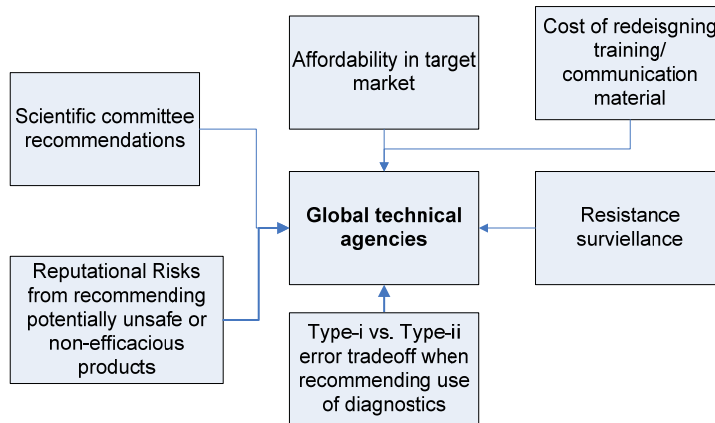 Scientific committee
recommendations
Affordability in target
market
Cost of redeisgning
training/
communication
material
Global technical
agencies
Resistance
surviellance
Reputational Risks
from recommending
potentially unsafe or
non-efficacious
products
Type-i vs. Type-ii
error tradeoff when
recommending use
of diagnostics